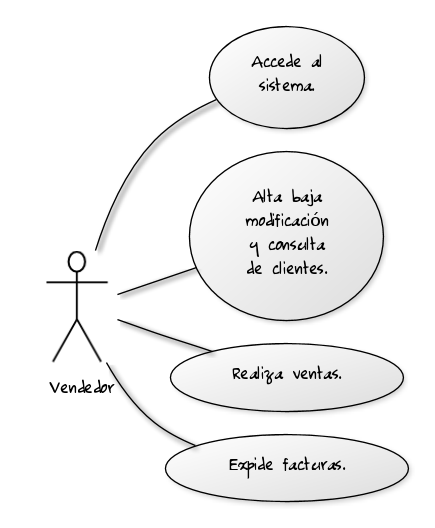 Accede al
sistema.
Alta baja
modificación
y consulta
de clientes.
Vendedor
Realiza ventas.
Expide facturas.